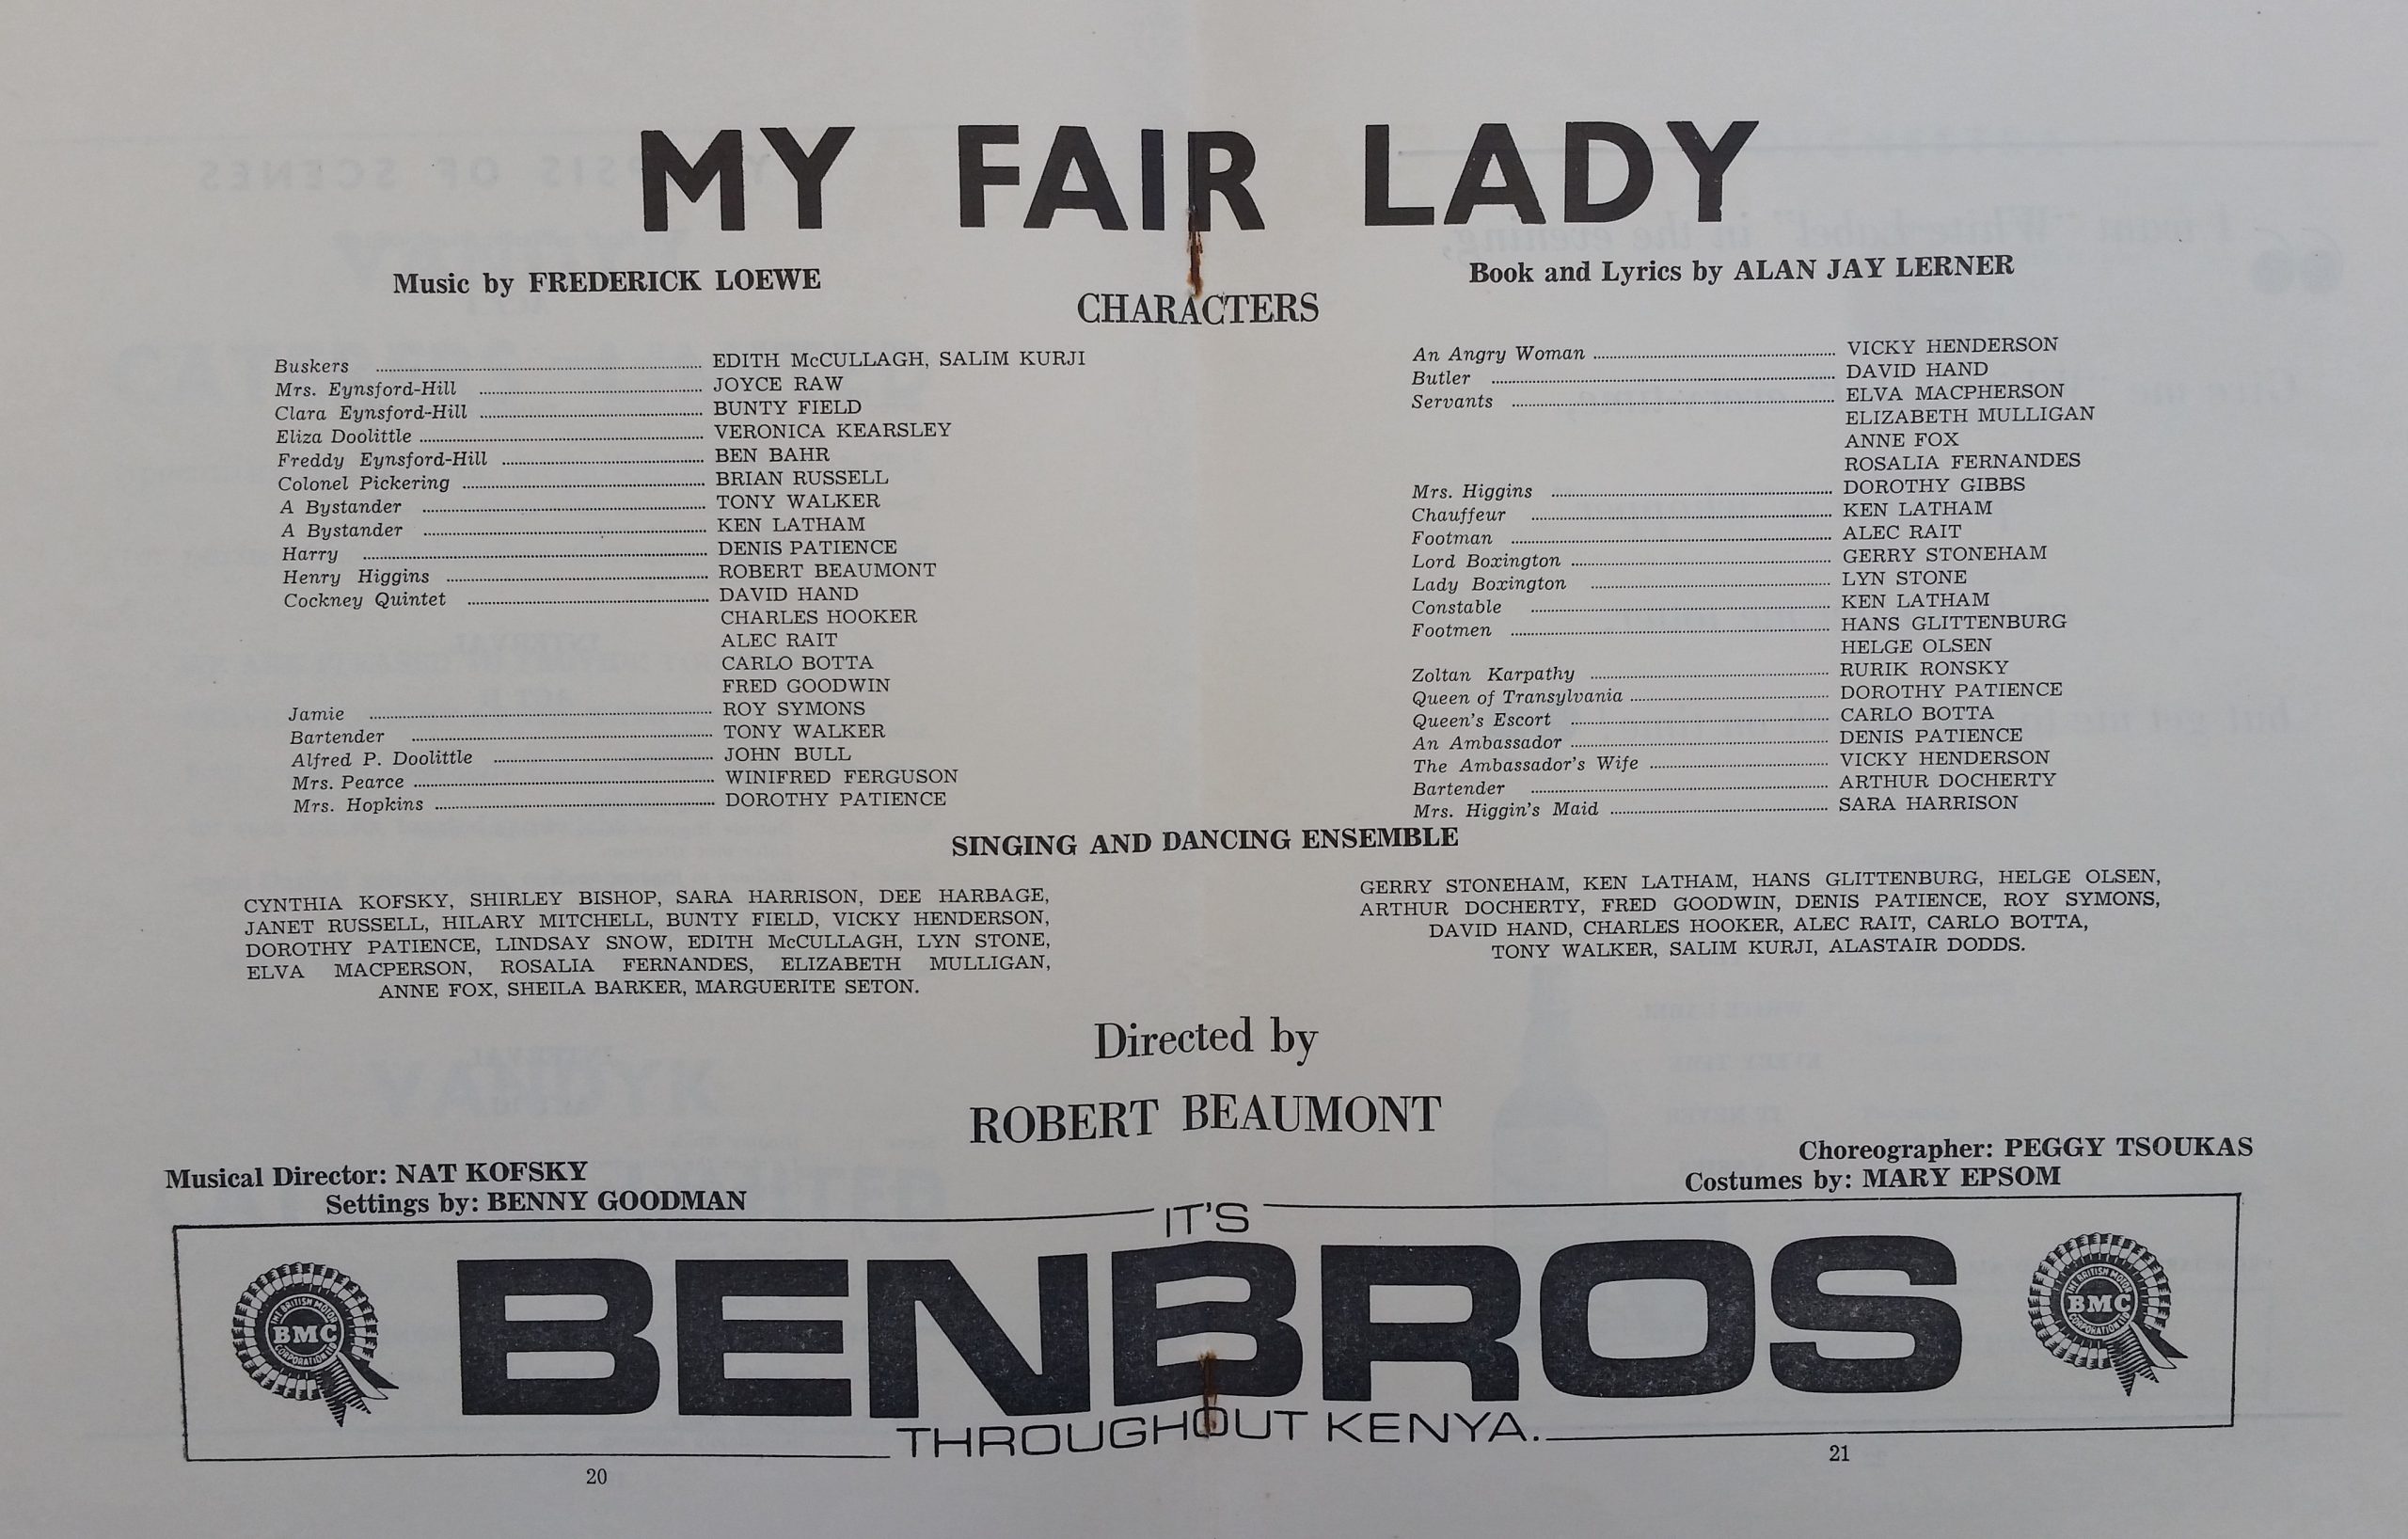 MY FAIR LADY
Music by FREDERICK LOEWE
Book and Lyrics by ALAN JAY LERNER
CHARACTERS
Buskers EDITH McCULLAGH, SALIM KURJI
Mrs. Eynsford-Hill JOYCE RAW
Clara Eynsford-Hill BUNTY FIELD
Eliza Doolittle VERONICA KEARSLEY
Freddy Eynsford-Hill BEN BAHR
Colonel Pickering BRIAN RUSSELL
A Bystander TONY WALKER
A Bystander KEN LATHAM
Harry DENIS PATIENCE
Henry Higgins ROBERT BEAUMONT
Cockney Quintet DAVID HAND
CHARLES HOOKER
ALEC RAIT
CARLO BOTTA
FRED GOODWIN
Jamie ROY SYMONS
Bartender TONY WALKER
Alfred P. Doolittle JOHN BULL
Mrs. Pearce WINIFRED FERGUSON
Mrs. Hopkins DOROTHY PATIENCE
An Angry Woman VICKY HENDERSON
Butler DAVID HAND
Servants ELVA MACPHERSON
ELIZABETH MULLIGAN
ANNE FOX
ROSALIA FERNANDES
Mrs. Higgins DOROTHY GIBBS
Chauffeur KEN LATHAM
Footman ALEC RAIT
Lord Boxington GERRY STONEHAM
Lady Boxington LYN STONE
Constable KEN LATHAM
Footmen HANS GLITTENBURG
HELGE OLSEN
Zoltan Karpathy RURIK RONSKY
Queen of Transylvania DOROTHY PATIENCE
Queen's Escort CARLO BOTTA
An Ambassador DENIS PATIENCE
The Ambassador's Wife VICKY HENDERSON
Bartender ARTHUR DOCHERTY
Mrs. Higgin's Maid SARA HARRISON
SINGING AND DANCING ENSEMBLE
CYNTHIA KOFSKY, SHIRLEY BISHOP, SARA HARRISON, DEE HARBAGE,
JANET RUSSELL, HILARY MITCHELL, BUNTY FIELD, VICKY HENDERSON,
DOROTHY PATIENCE, LINDSAY SNOW, EDITH McCULLAGH, LYN STONE,
ELVA MACPERSON, ROSALIA FERNANDES, ELIZABETH MULLIGAN,
ANNE FOX, SHEILA BARKER, MARGUERITE SETON.
GERRY STONEHAM, KEN LATHAM, HANS GLITTENBURG, HELGE OLSEN,
ARTHUR DOCHERTY, FRED GOODWIN, DENIS PATIENCE, ROY SYMONS,
DAVID HAND, CHARLES HOOKER, ALEC RAIT, CARLO BOTTA,
TONY WALKER, SALIM KURJI, ALASTAIR DODDS.
Directed by
ROBERT BEAUMONT
Musical Director: NAT KOFSKY
Settings by: BENNY GOODMAN
Choreographer: PEGGY TSOUKAS
Costumes by: MARY EPSOM
IT'S
BENBROS
THROUGHOUT KENYA.
THE BRITISH MOTOR
BMC
CORPORATION LTD
THE BRITISH MOTOR
BMC
CORPORATION LTD
20
21